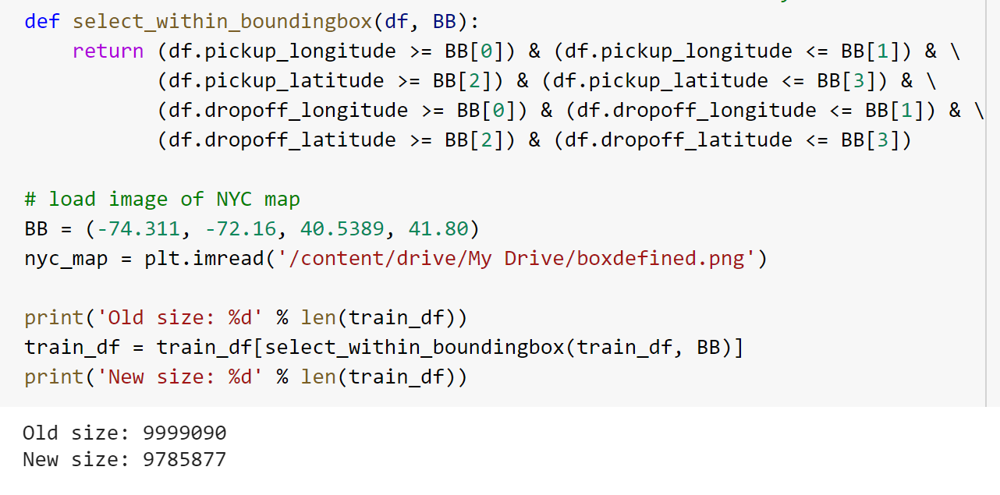 def select_within_boundingbox(df, BB):
    return (df.pickup_longitude >= BB[0]) & (df.pickup_longitude <= BB[1]) & \
           (df.pickup_latitude >= BB[2]) & (df.pickup_latitude <= BB[3]) & \
           (df.dropoff_longitude >= BB[0]) & (df.dropoff_longitude <= BB[1]) & \
           (df.dropoff_latitude >= BB[2]) & (df.dropoff_latitude <= BB[3])
# load image of NYC map
BB = (-74.311, -72.16, 40.5389, 41.80)
nyc_map = plt.imread('/content/drive/My Drive/boxdefined.png')
print('Old size: %d' % len(train_df))
train_df = train_df[select_within_boundingbox(train_df, BB)]
print('New size: %d' % len(train_df))
Old size: 9999090
New size: 9785877